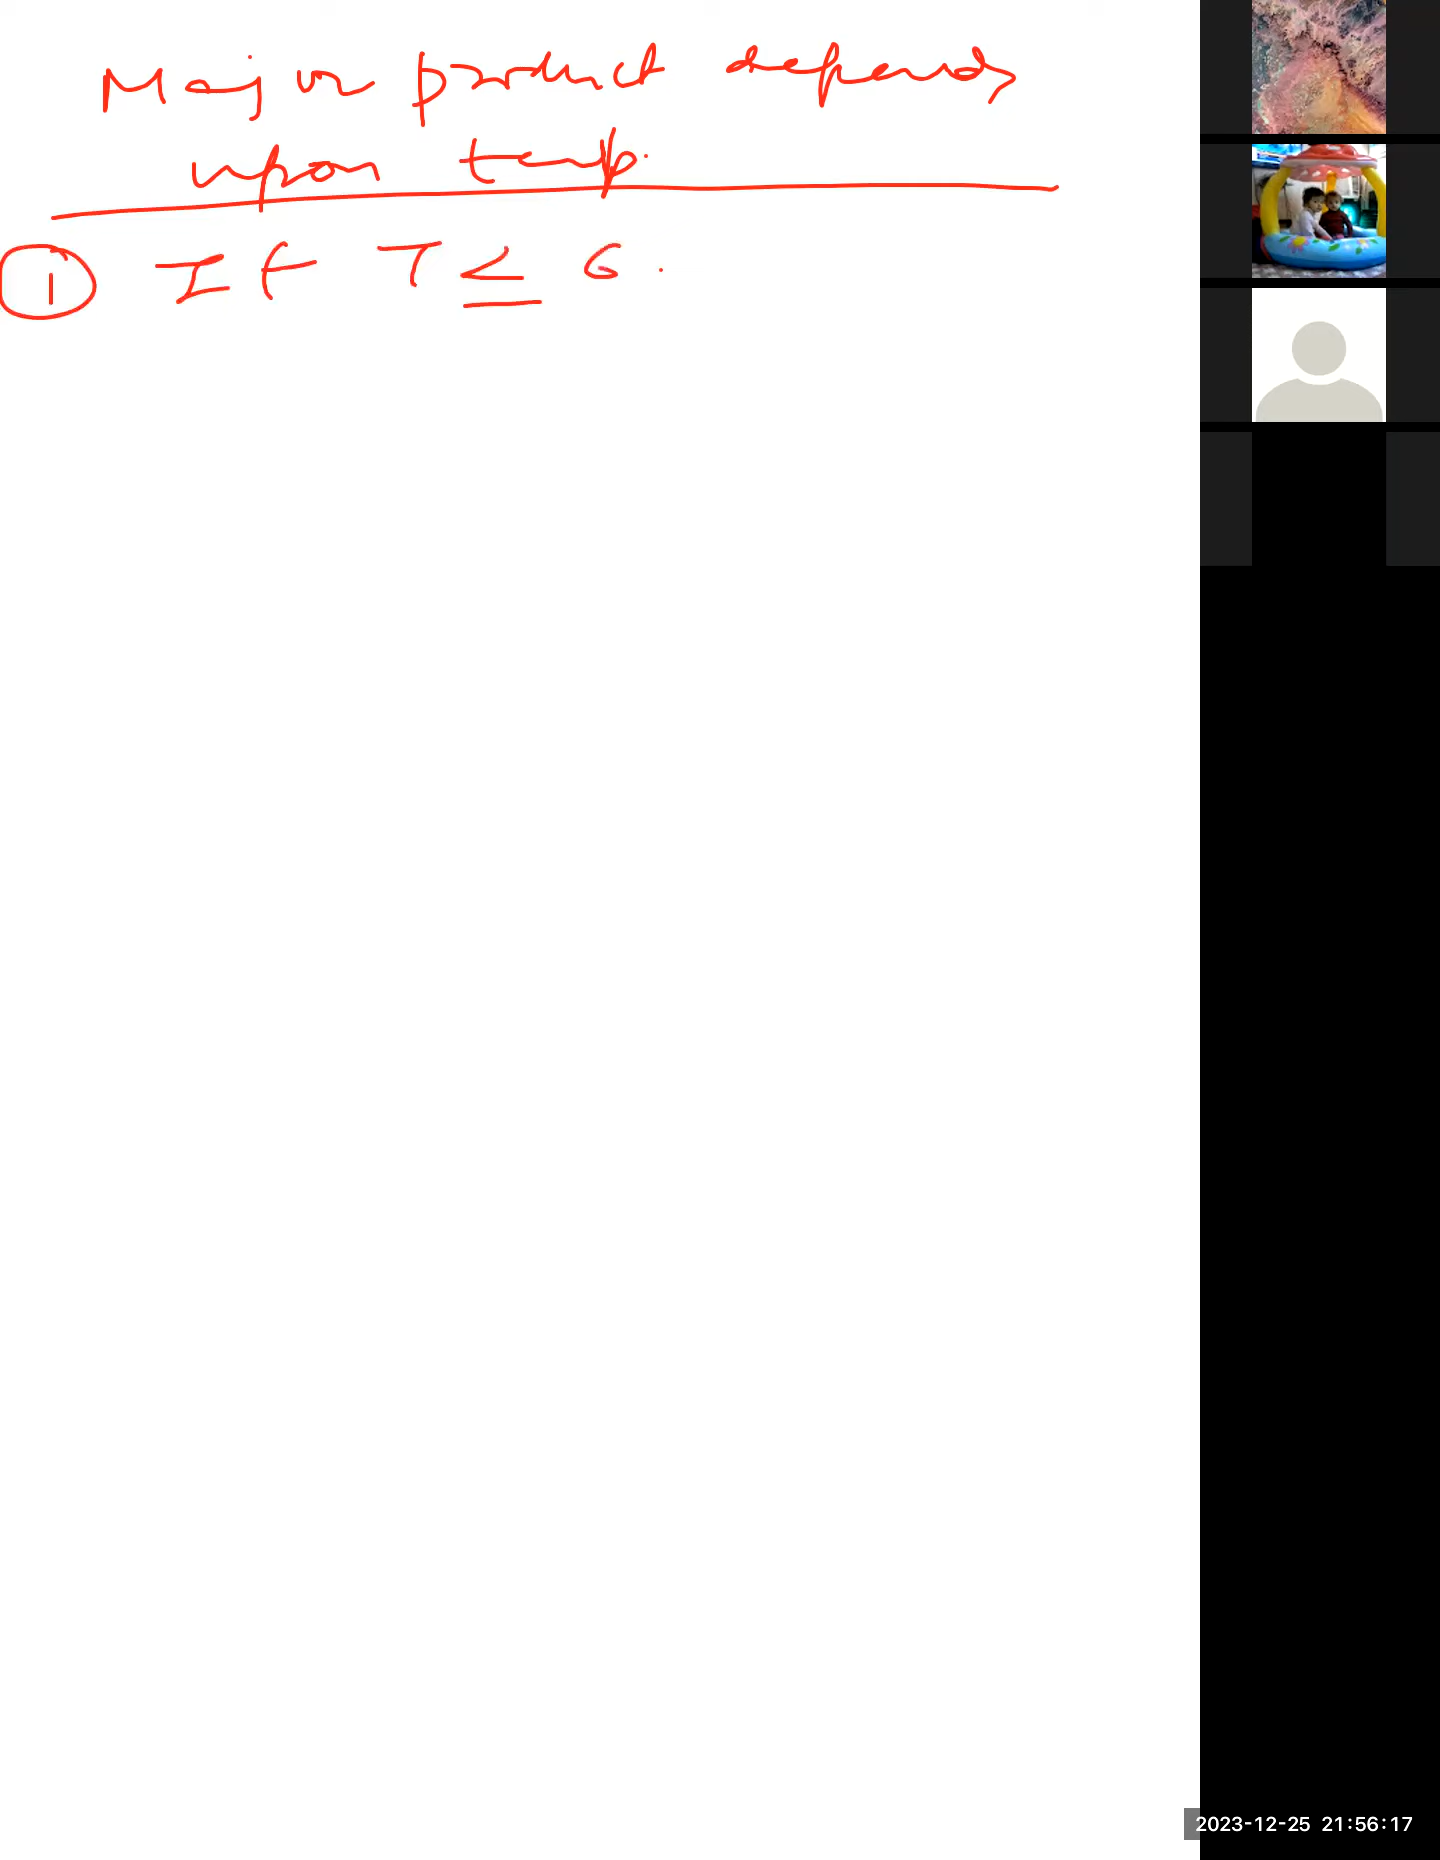 Major product depends
upon temp.
① If T ≤ 6.
2023-12-25 21:56:17